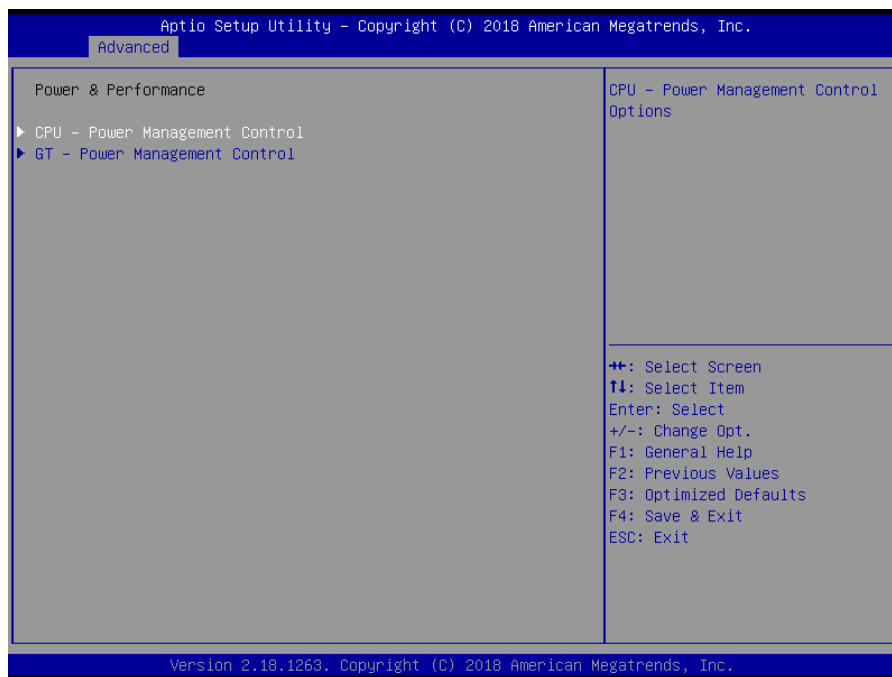 Aptio Setup Utility – Copyright (C) 2018 American Megatrends, Inc.
Advanced
Power & Performance
CPU – Power Management Control
GT – Power Management Control
CPU – Power Management Control
Options
→←: Select Screen
↑↓: Select Item
Enter: Select
+/-: Change Opt.
F1: General Help
F2: Previous Values
F3: Optimized Defaults
F4: Save & Exit
ESC: Exit
Version 2.18.1263. Copyright (C) 2018 American Megatrends, Inc.